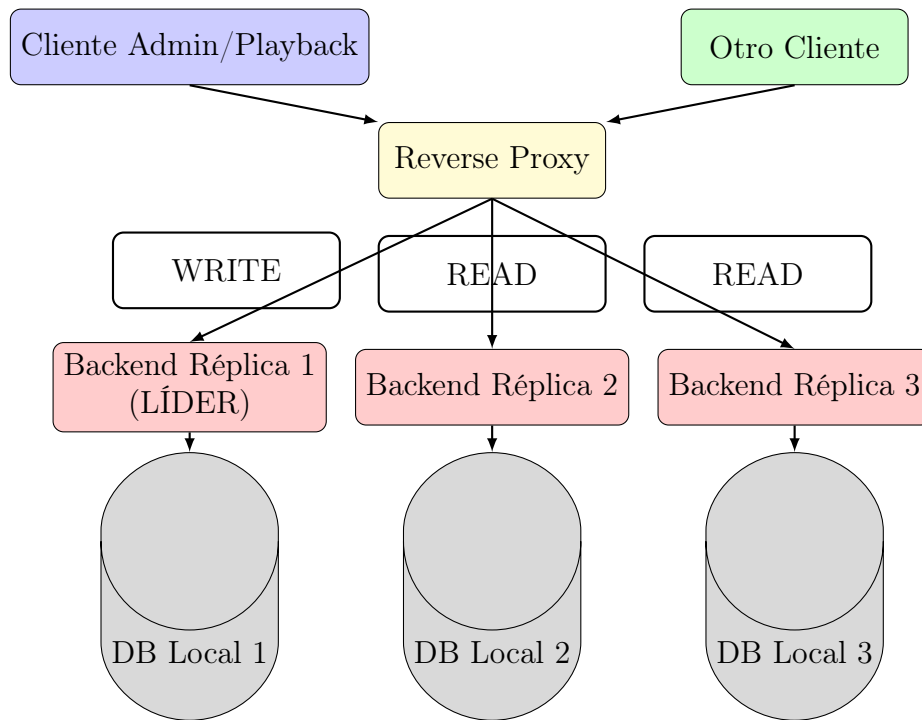 Cliente Admin/Playback
Otro Cliente
Reverse Proxy
WRITE
READ
READ
Backend Réplica 1
(LÍDER)
Backend Réplica 2
Backend Réplica 3
DB Local 1
DB Local 2
DB Local 3